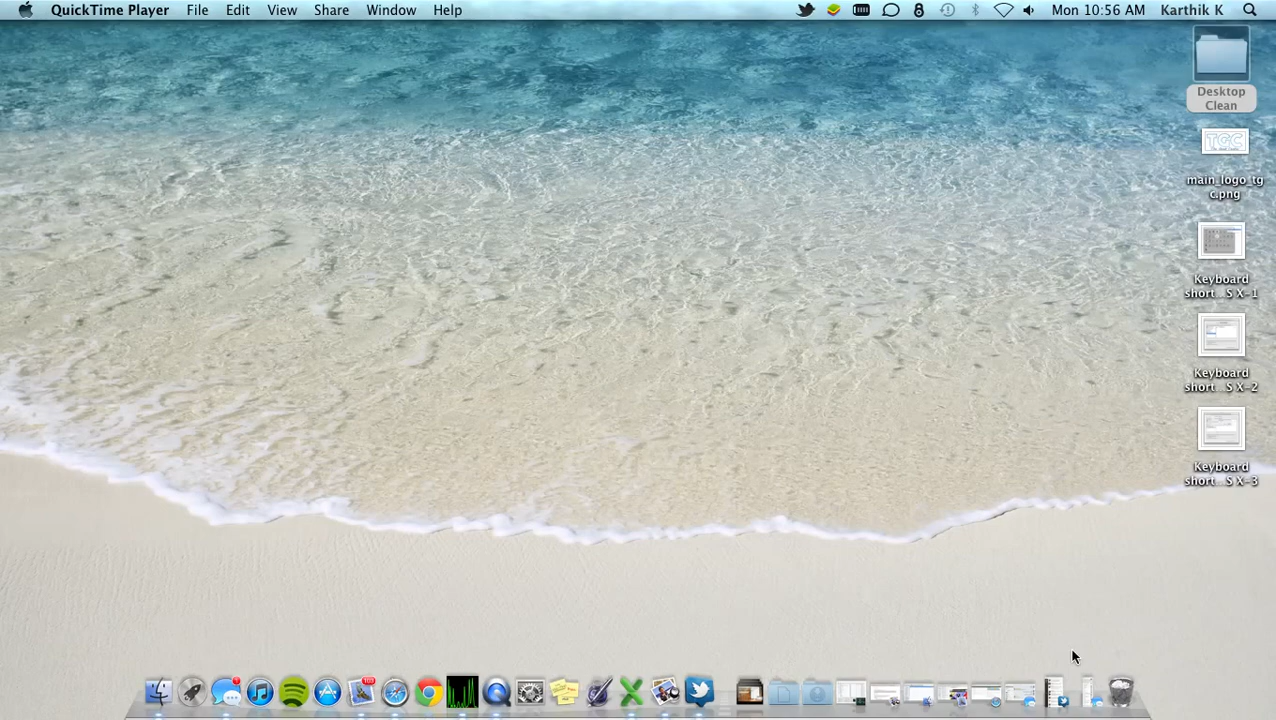 QuickTime Player File Edit View Share Window Help Mon 10:56 AM Karthik K
Desktop
Clean
TGC
main_logo_tg
c.png
Keyboard
short...S X-1
Keyboard
short...S X-2
Keyboard
short...S X-3